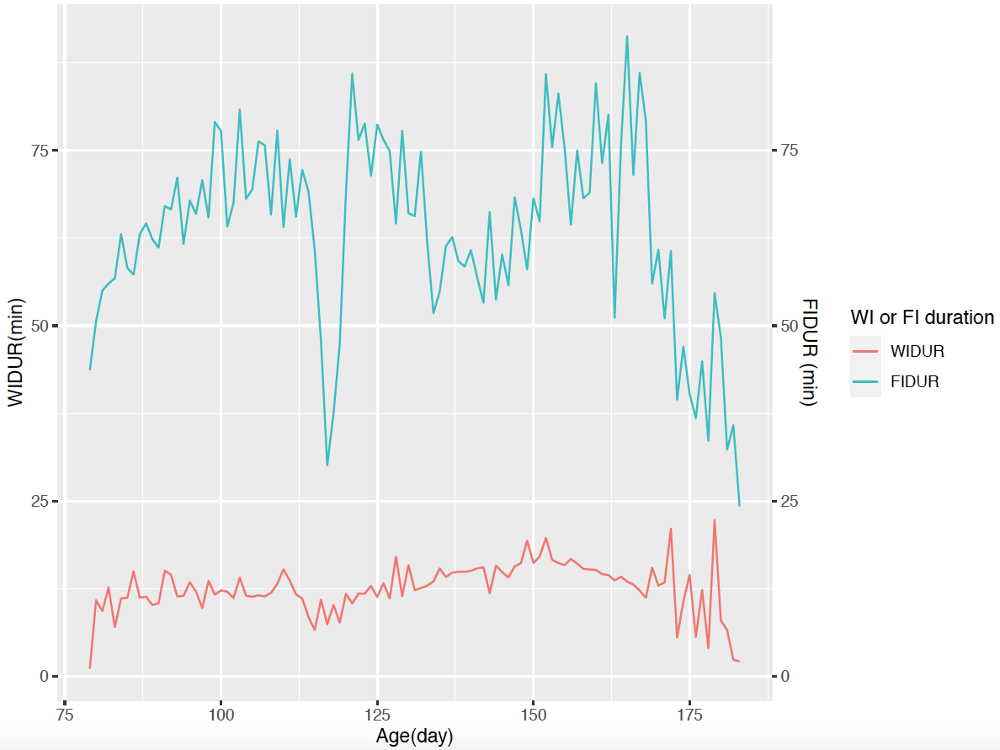 WIDUR(min)
75
50
25
0
75
50
25
0
FIDUR (min)
75
100
125
150
175
Age(day)
WI or FI duration
WIDUR
FIDUR